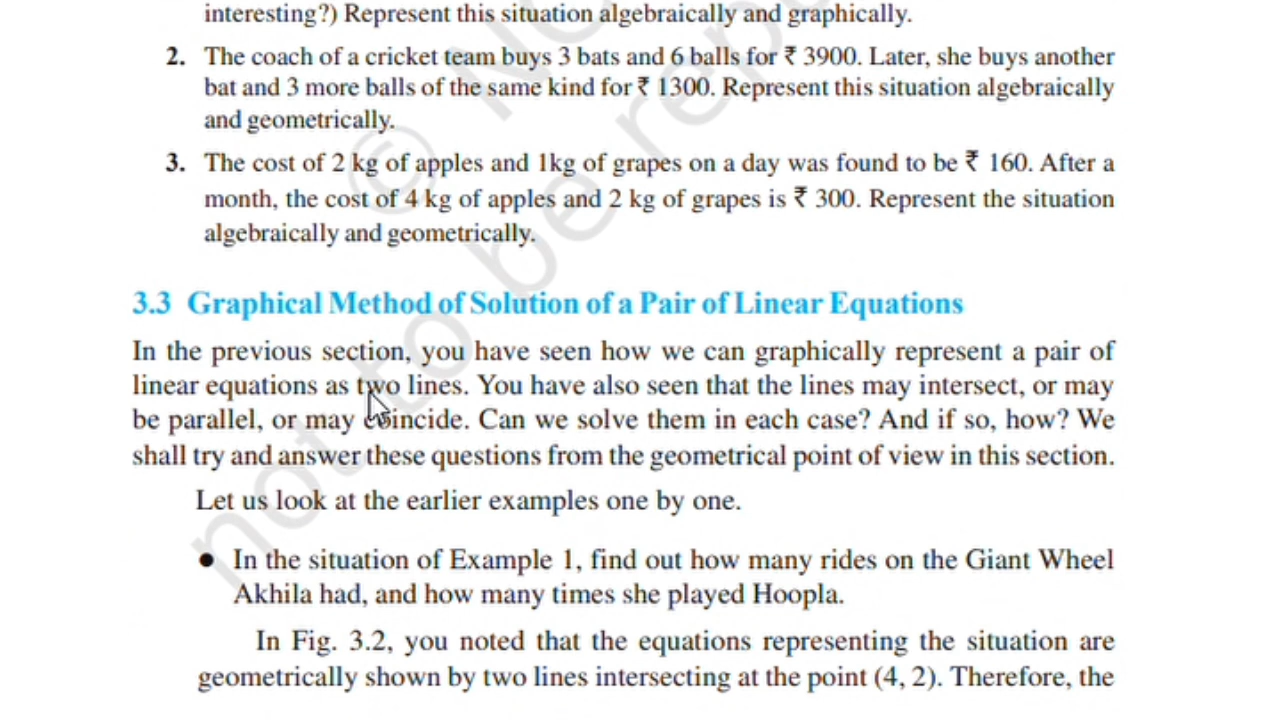 interesting?) Represent this situation algebraically and graphically.
2. The coach of a cricket team buys 3 bats and 6 balls for ₹ 3900. Later, she buys another
bat and 3 more balls of the same kind for ₹ 1300. Represent this situation algebraically
and geometrically.
3. The cost of 2 kg of apples and 1kg of grapes on a day was found to be ₹ 160. After a
month, the cost of 4 kg of apples and 2 kg of grapes is ₹ 300. Represent the situation
algebraically and geometrically.
3.3 Graphical Method of Solution of a Pair of Linear Equations
In the previous section, you have seen how we can graphically represent a pair of
linear equations as two lines. You have also seen that the lines may intersect, or may
be parallel, or may coincide. Can we solve them in each case? And if so, how? We
shall try and answer these questions from the geometrical point of view in this section.
Let us look at the earlier examples one by one.
● In the situation of Example 1, find out how many rides on the Giant Wheel
Akhila had, and how many times she played Hoopla.
In Fig. 3.2, you noted that the equations representing the situation are
geometrically shown by two lines intersecting at the point (4, 2). Therefore, the
© NC
not to be rep